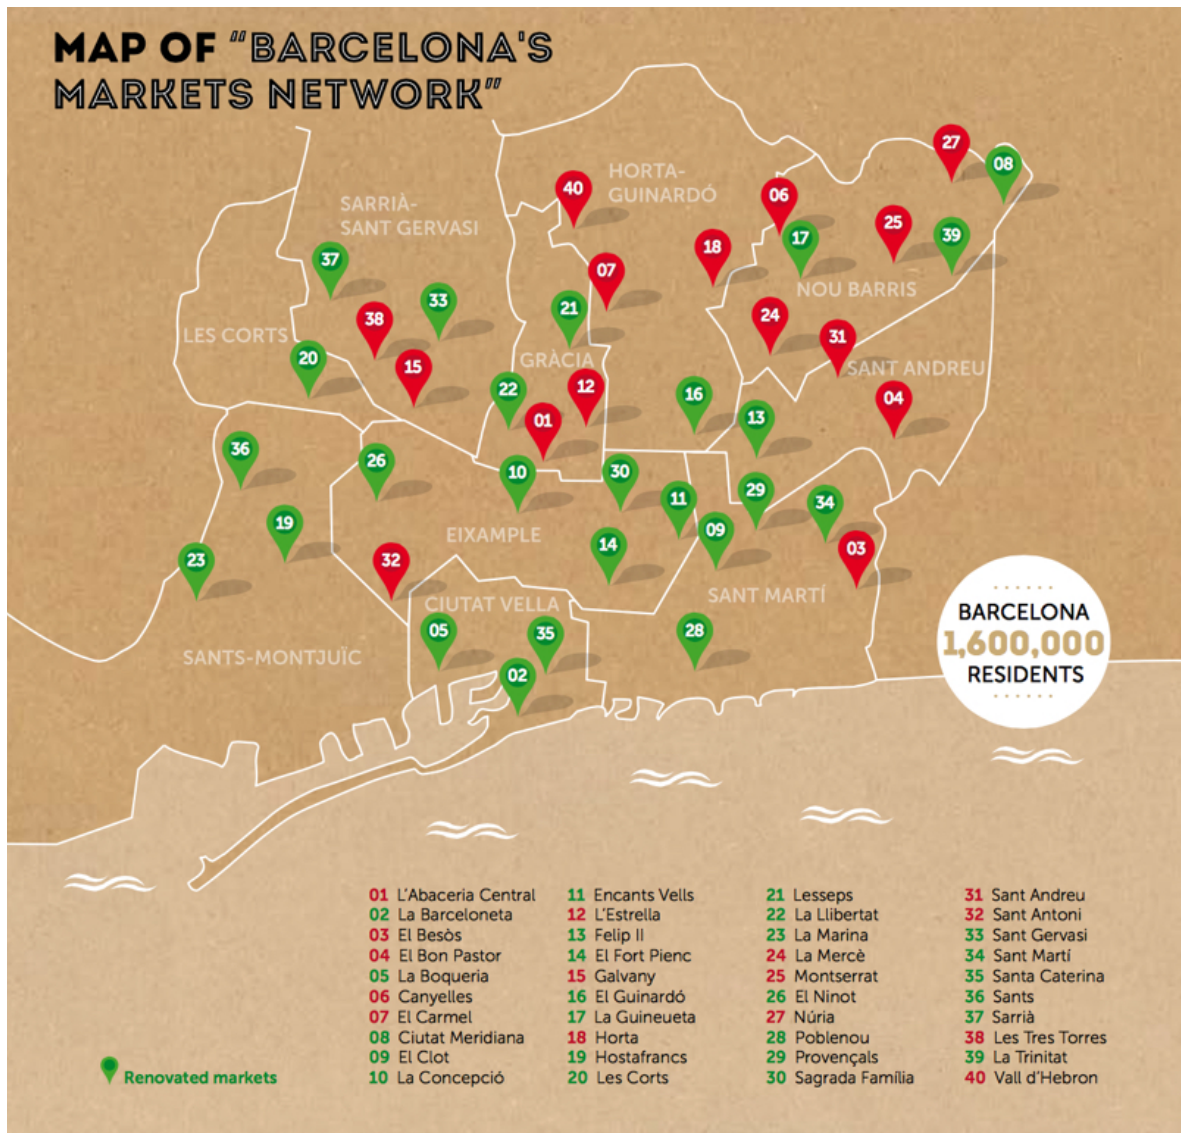 MAP OF “BARCELONA'S
MARKETS NETWORK”
27
08
HORTA-
GUINARDÓ
40
06
SARRIÀ-
SANT GERVASI
25
39
17
18
37
07
NOU BARRIS
33
21
24
38
31
LES CORTS
20
GRÀCIA
15
SANT ANDREU
22
12
16
04
01
13
36
26
10
30
29
11
34
19
09
EIXAMPLE
14
03
23
32
SANT MARTÍ
CIUTAT VELLA
BARCELONA
1,600,000
RESIDENTS
05
35
28
SANTS-MONTJUÏC
02
01 L'Abaceria Central
02 La Barceloneta
03 El Besòs
04 El Bon Pastor
05 La Boqueria
06 Canyelles
07 El Carmel
08 Ciutat Meridiana
09 El Clot
10 La Concepció
11 Encants Vells
12 L'Estrella
13 Felip II
14 El Fort Pienc
15 Galvany
16 El Guinardó
17 La Guineueta
18 Horta
19 Hostafrancs
20 Les Corts
21 Lesseps
22 La Llibertat
23 La Marina
24 La Mercè
25 Montserrat
26 El Ninot
27 Núria
28 Poblenou
29 Provençals
30 Sagrada Família
31 Sant Andreu
32 Sant Antoni
33 Sant Gervasi
34 Sant Martí
35 Santa Caterina
36 Sants
37 Sarrià
38 Les Tres Torres
39 La Trinitat
40 Vall d'Hebron
Renovated markets